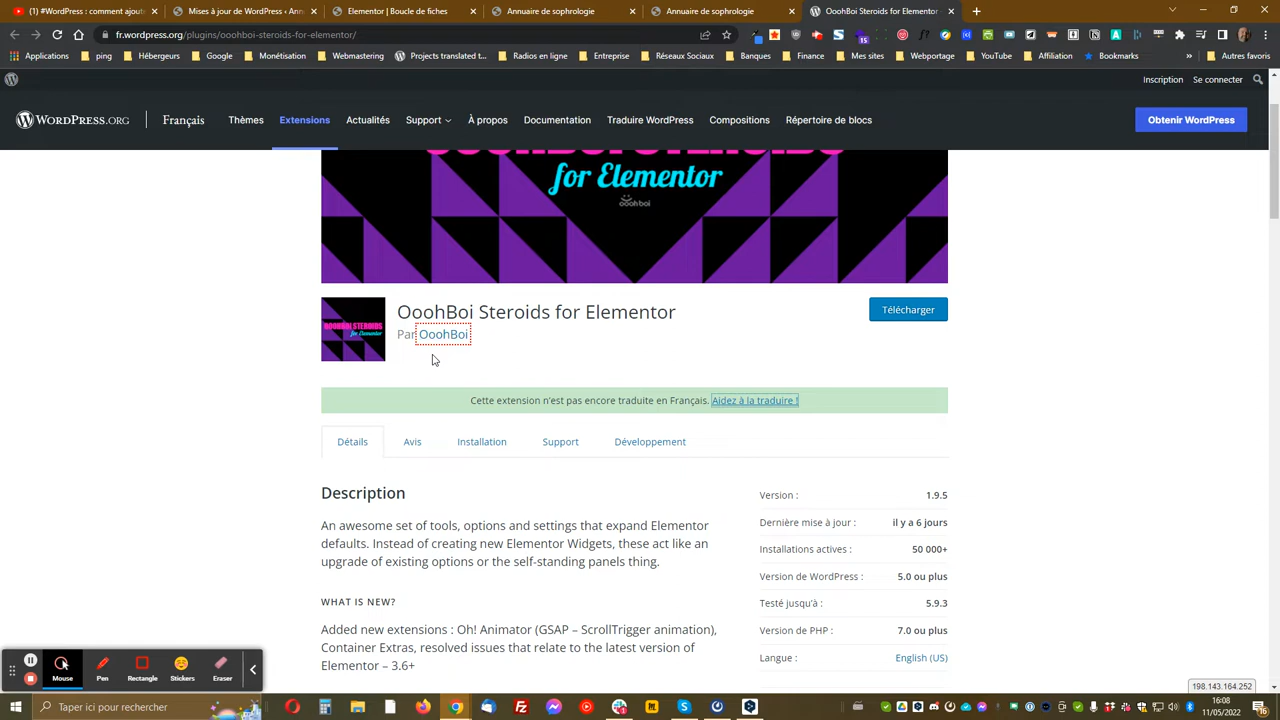 (1) #WordPress : comment ajout
Mises à jour de WordPress ‹ Ann
Elementor | Boucle de fiches
Annuaire de sophrologie
Annuaire de sophrologie
OoohBoi Steroids for Elementor
fr.wordpress.org/plugins/ooohboi-steroids-for-elementor/
15
Applications
ping
Hébergeurs
Google
Monétisation
Webmastering
Projects translated t...
Radios en ligne
Entreprise
Réseaux Sociaux
Banques
Finance
Mes sites
Webportage
YouTube
Affiliation
Bookmarks
»
Autres favoris
Inscription
Se connecter
WORDPRESS.ORG
Français
Thèmes
Extensions
Actualités
Support
À propos
Documentation
Traduire WordPress
Compositions
Répertoire de blocs
Obtenir WordPress
for Elementor
ooohboi
OOOHBOI STEROIDS
for Elementor
OoohBoi Steroids for Elementor
Par OoohBoi
Télécharger
Cette extension n'est pas encore traduite en Français. Aidez à la traduire !
Détails
Avis
Installation
Support
Développement
Description
An awesome set of tools, options and settings that expand Elementor
defaults. Instead of creating new Elementor Widgets, these act like an
upgrade of existing options or the self-standing panels thing.
WHAT IS NEW?
Added new extensions : Oh! Animator (GSAP – ScrollTrigger animation),
Container Extras, resolved issues that relate to the latest version of
Elementor – 3.6+
Version :
1.9.5
Dernière mise à jour :
il y a 6 jours
Installations actives :
50 000+
Version de WordPress :
5.0 ou plus
Testé jusqu'à :
5.9.3
Version de PHP :
7.0 ou plus
Langue :
English (US)
Mouse
Pen
Rectangle
Stickers
Eraser
198.143.164.252
Taper ici pour rechercher
16:08
11/05/2022